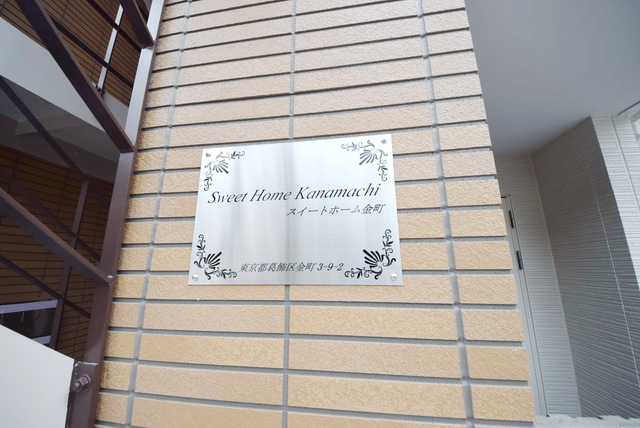 Sweet Home Kanamachi
スイートホーム金町
東京都葛飾区金町 3-9-2